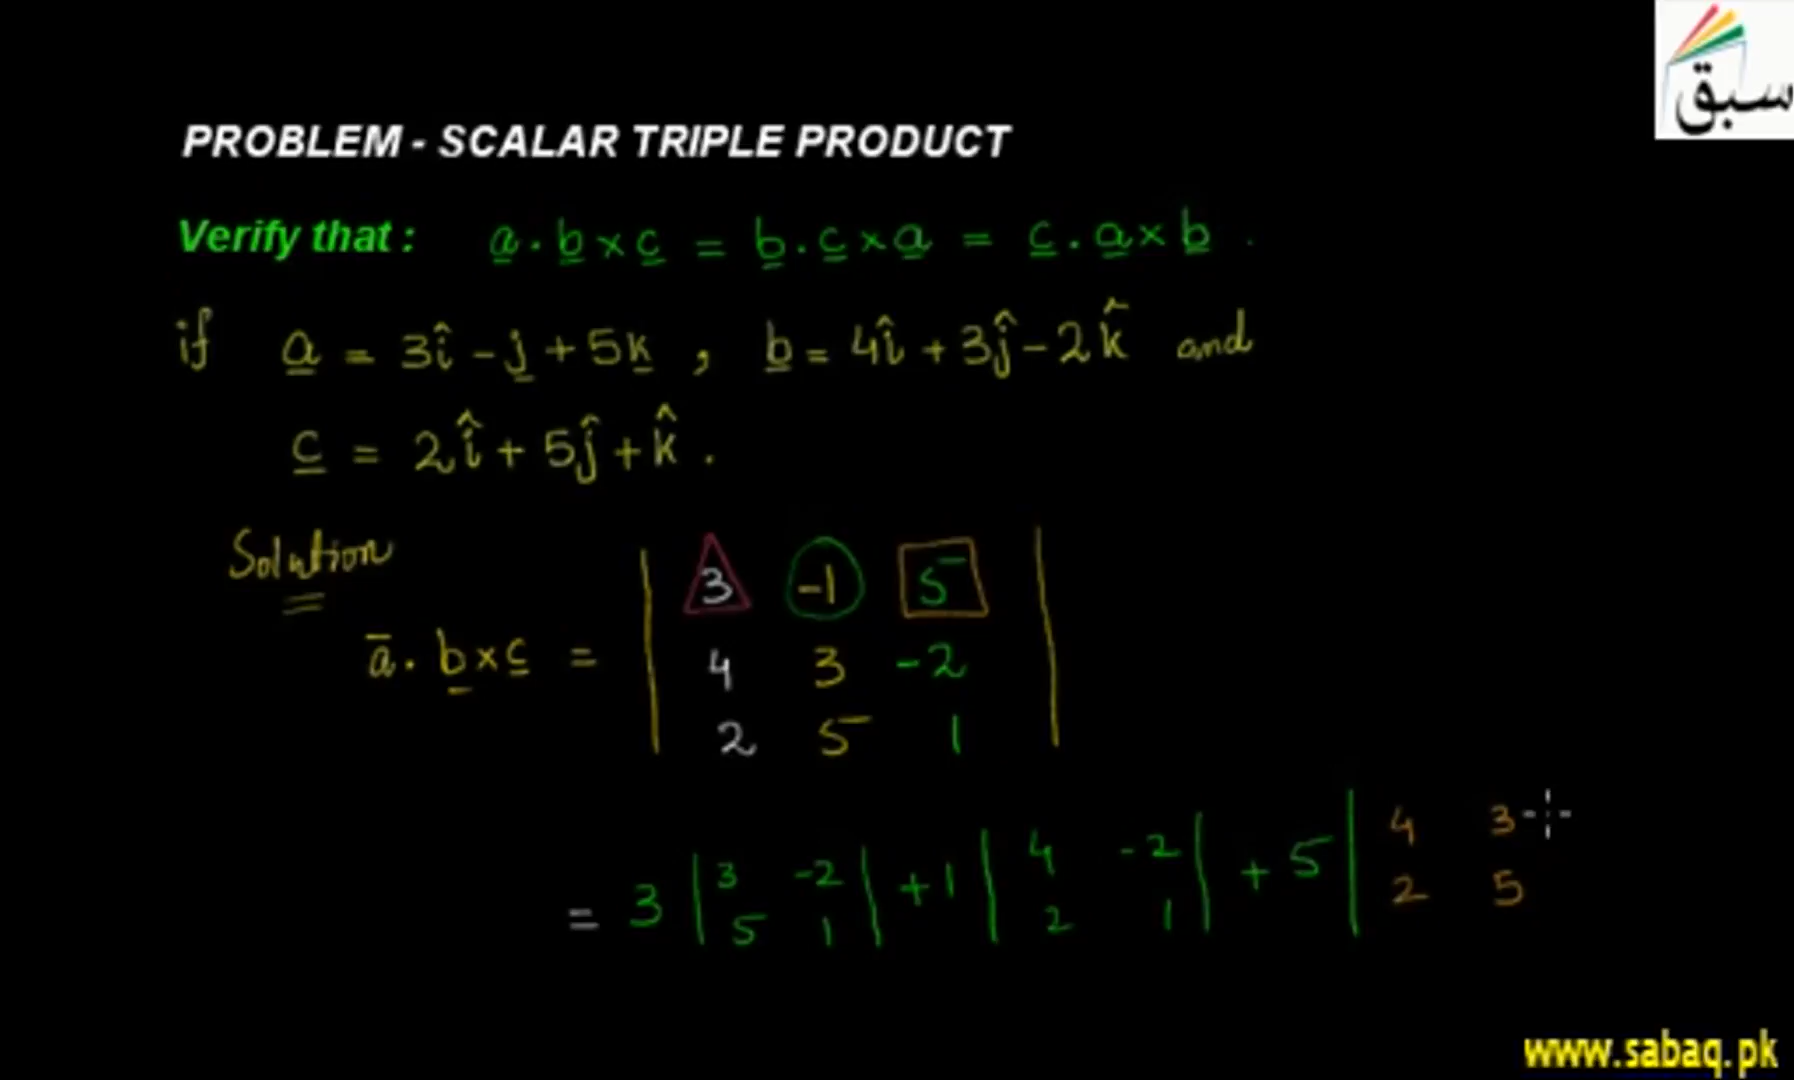 سبق
PROBLEM - SCALAR TRIPLE PRODUCT
Verify that : a . b × c = b . c × a = c . a × b .
if a = 3î - j + 5k , b = 4î + 3ĵ - 2k̂ and
c = 2î + 5ĵ + k̂ .
Solution
| 3 -1 5 |
ā . b × c = | 4 3 -2 |
| 2 5 1 |
= 3 | 3 -2 | + 1 | 4 -2 | + 5 | 4 3
| 5 1 | | 2 1 | | 2 5
www.sabaq.pk